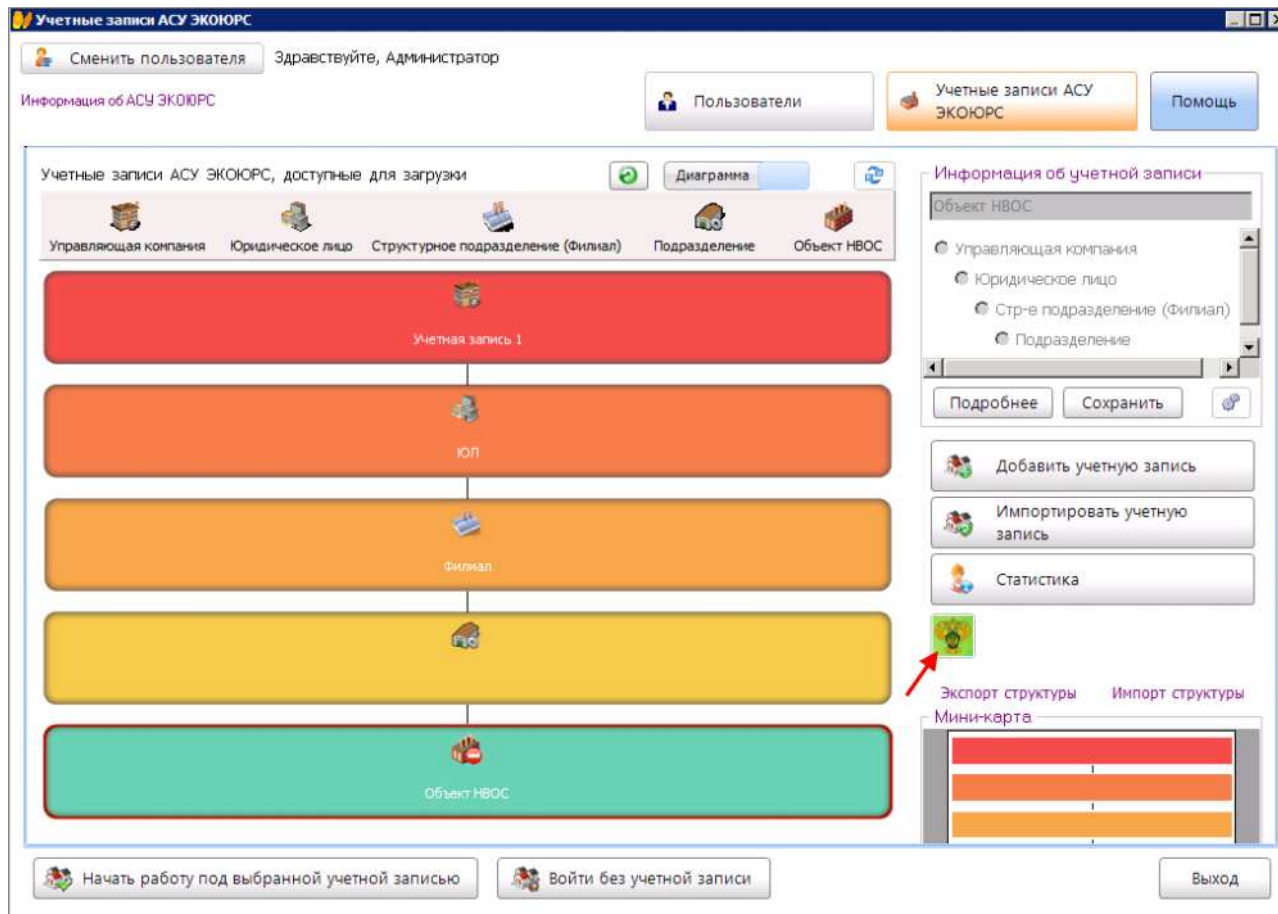 Учетные записи АСУ ЭКОЮРС
Сменить пользователя
Здравствуйте, Администратор
Информация об АСУ ЭКОЮРС
Пользователи
Учетные записи АСУ
ЭКОЮРС
Помощь
Учетные записи АСУ ЭКОЮРС, доступные для загрузки
Диаграмма
Управляющая компания
Юридическое лицо
Структурное подразделение (Филиал)
Подразделение
Объект НВОС
Учетная запись 1
ЮЛ
Филиал
Объект НВОС
Информация об учетной записи
Объект НВОС
Управляющая компания
Юридическое лицо
Стр-е подразделение (Филиал)
Подразделение
Подробнее
Сохранить
Добавить учетную запись
Импортировать учетную
запись
Статистика
Экспорт структуры
Импорт структуры
Мини-карта
Начать работу под выбранной учетной записью
Войти без учетной записи
Выход